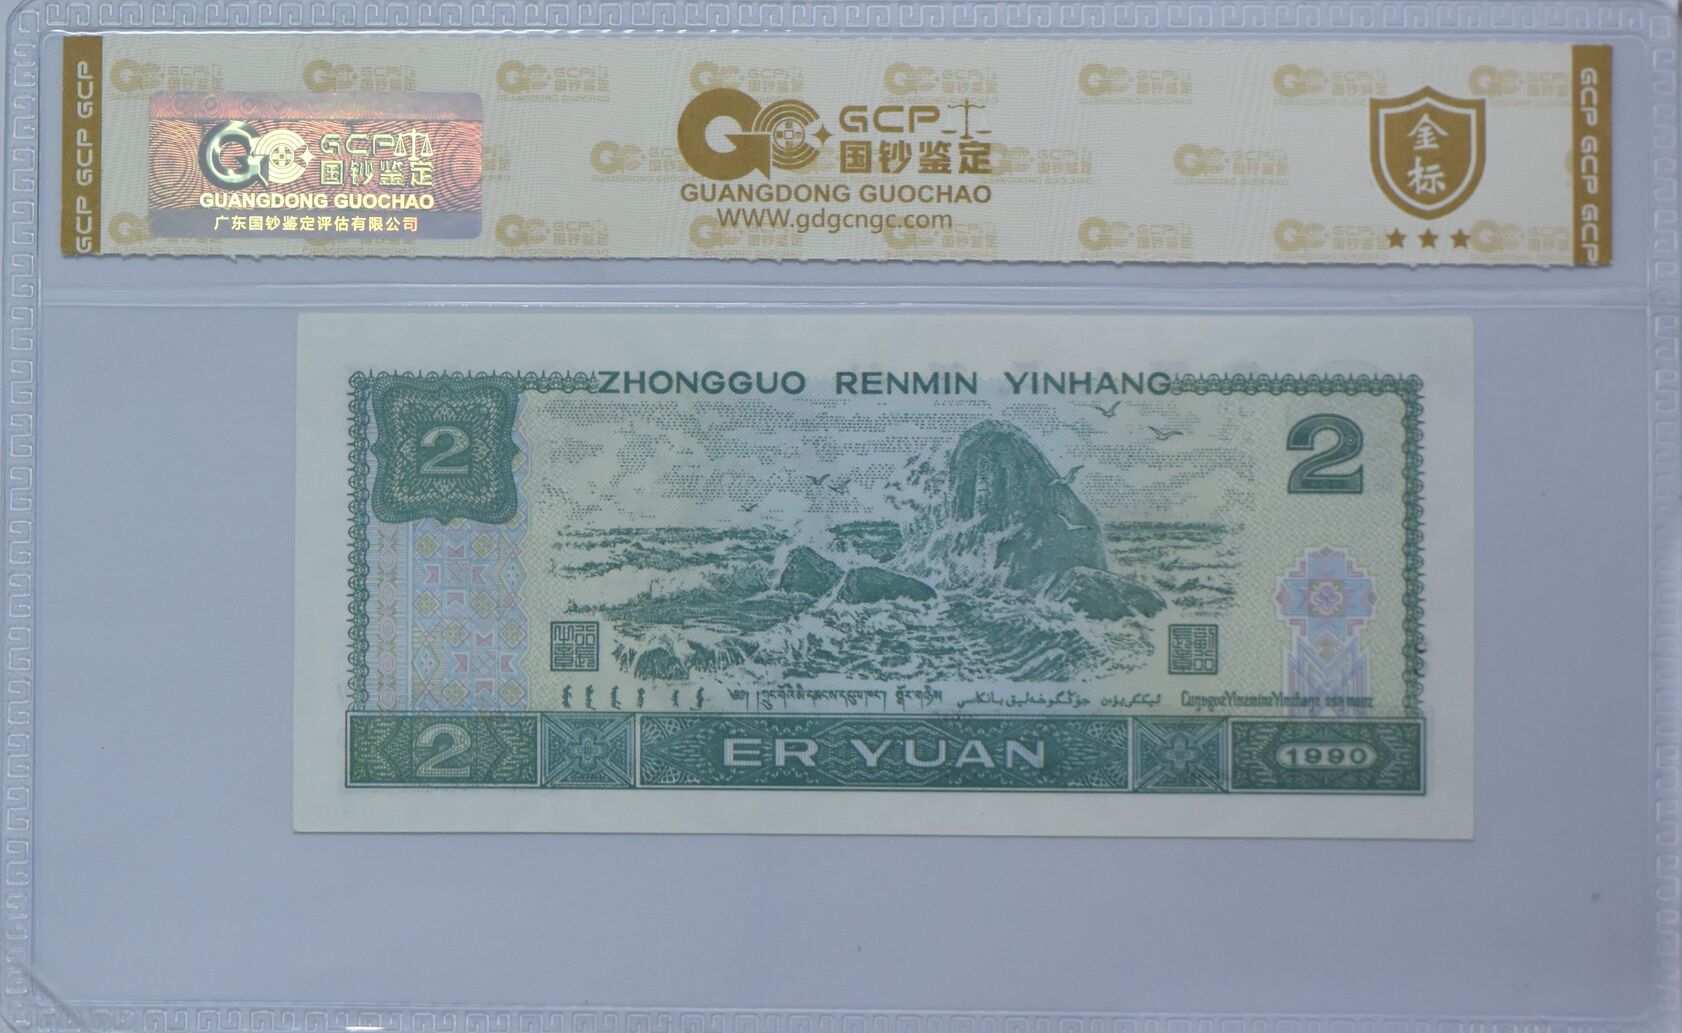 GCP GCP GCP
GCP
国钞鉴定
GUANGDONG GUOCHAO
广东国钞鉴定评估有限公司
GCP
国钞鉴定
GUANGDONG GUOCHAO
WWW.gdgcngc.com
金标
GCP GCP GCP
ZHONGGUO RENMIN YINHANG
2
2
2
ER YUAN
1990